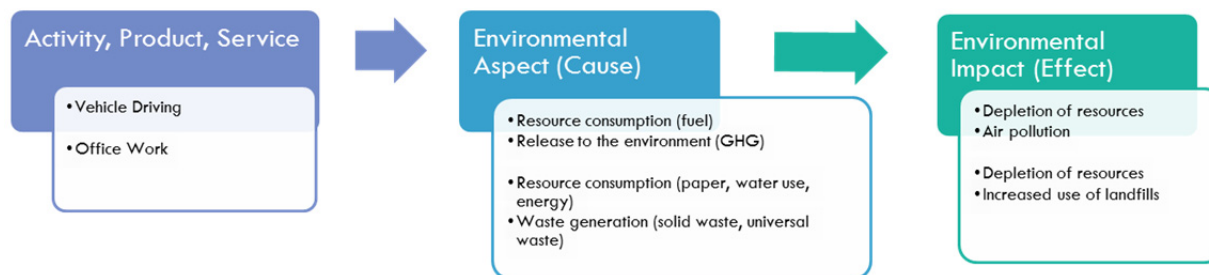 Activity, Product, Service
• Vehicle Driving
• Office Work
Environmental
Aspect (Cause)
• Resource consumption (fuel)
• Release to the environment (GHG)
• Resource consumption (paper, water use,
energy)
• Waste generation (solid waste, universal
waste)
Environmental
Impact (Effect)
• Depletion of resources
• Air pollution
• Depletion of resources
• Increased use of landfills